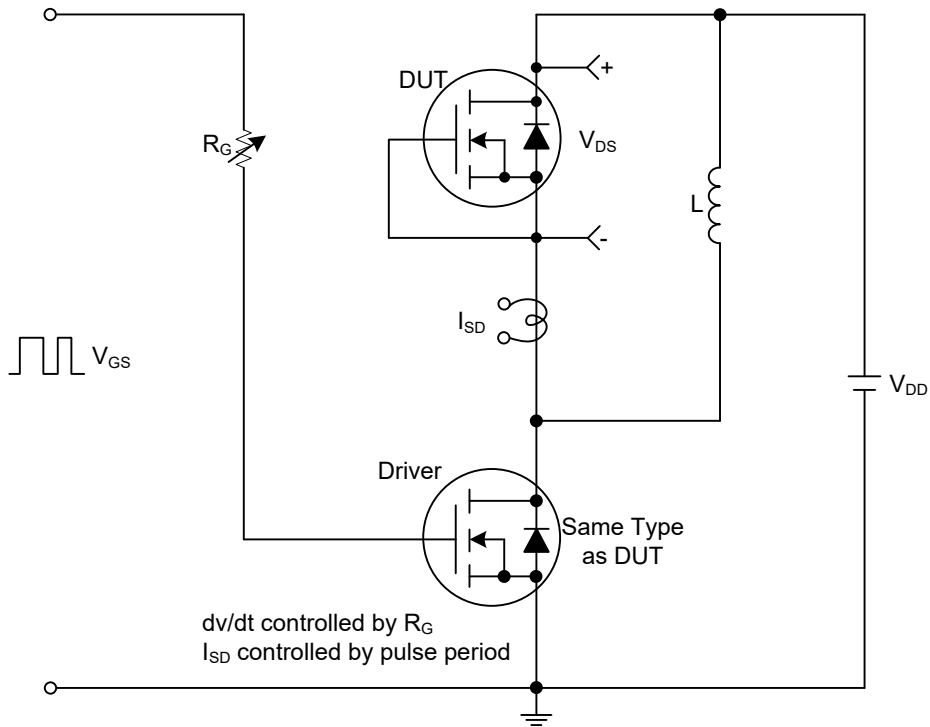 +
DUT
R_G
V_DS
L
-
I_SD
V_GS
V_DD
Driver
Same Type
as DUT
dv/dt controlled by R_G
I_SD controlled by pulse period